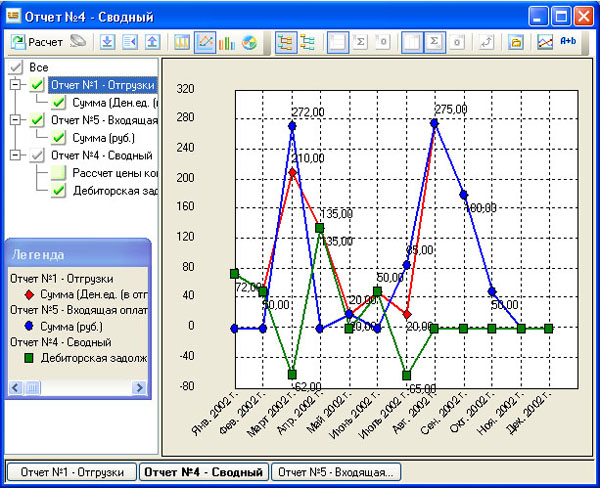 Отчет №4 - Сводный
Расчет
A+b
Все
Отчет №1 - Отгрузки
Сумма (Ден.ед. (в
Отчет №5 - Входящая
Сумма (руб.)
Отчет №4 - Сводный
Рассчет цены ко
Дебиторская зад
Легенда
Отчет №1 - Отгрузки
Сумма (Ден.ед. (в отг
Отчет №5 - Входящая оплат
Сумма (руб.)
Отчет №4 - Сводный
Дебиторская задолж
320
280
240
200
160
120
80
40
0
-40
-80
272,00
275,00
210,00
135,00
135,00
180,00
85,00
72,00
50,00
50,00
50,00
20,00
20,00
20,00
-62,00
-65,00
Янв. 2002 г.
Фев. 2002 г.
Март 2002 г.
Апр. 2002 г.
Май 2002 г.
Июнь 2002 г.
Июль 2002 г.
Авг. 2002 г.
Сен. 2002 г.
Окт. 2002 г.
Ноя. 2002 г.
Дек. 2002 г.
Отчет №1 - Отгрузки
Отчет №4 - Сводный
Отчет №5 - Входящая...